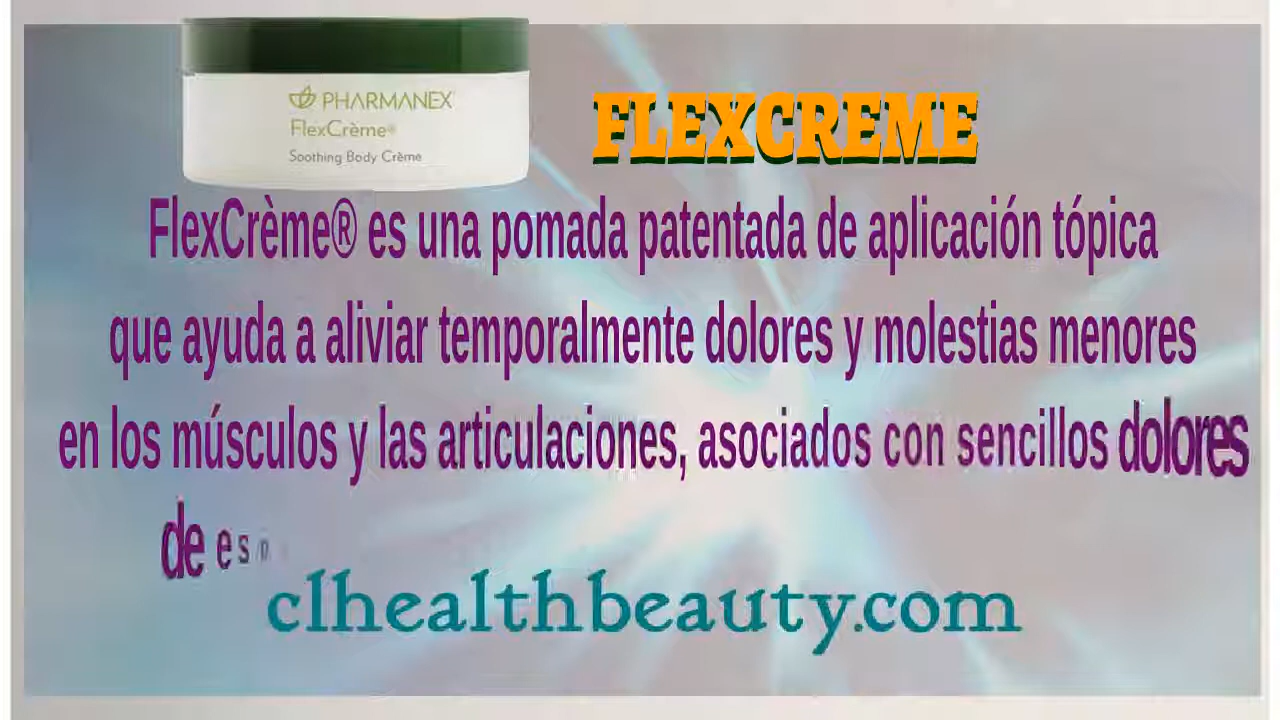 PHARMANEX
FlexCrème®
Soothing Body Crème
FLEXCREME
FlexCrème® es una pomada patentada de aplicación tópica
que ayuda a aliviar temporalmente dolores y molestias menores
en los músculos y las articulaciones, asociados con sencillos dolores
de
clhealthbeauty.com